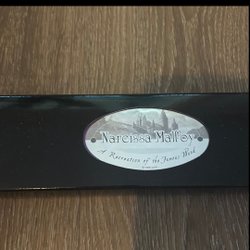 Narcissa Malfoy
A Recreation of the Famous Wand